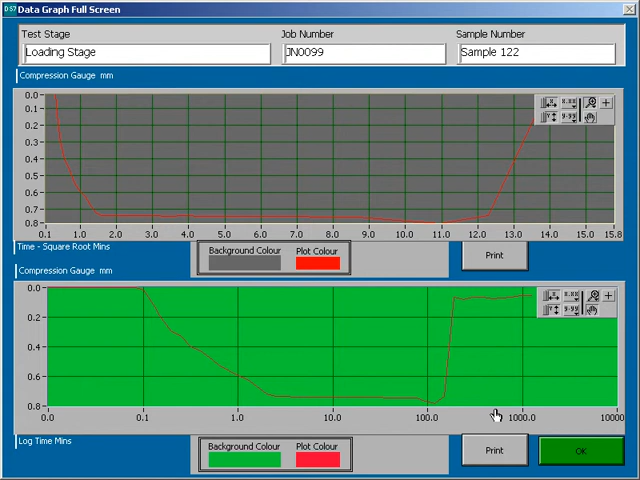 DS7 Data Graph Full Screen
Test Stage Job Number Sample Number
Loading Stage JN0099 Sample 122
Compression Gauge mm
0.0
0.1
0.2
0.3
0.4
0.5
0.6
0.7
0.8
0.1 2.0 3.0 4.0 5.0 6.0 7.0 8.0 9.0 10.0 11.0 12.0 13.0 14.0 15.8
Time - Square Root Mins
Background Colour Plot Colour
Print
Compression Gauge mm
0.0
0.2
0.4
0.6
0.8
0.0 0.1 1.0 10.0 100.0 1000.0 10000
Log Time Mins
Background Colour Plot Colour
Print OK